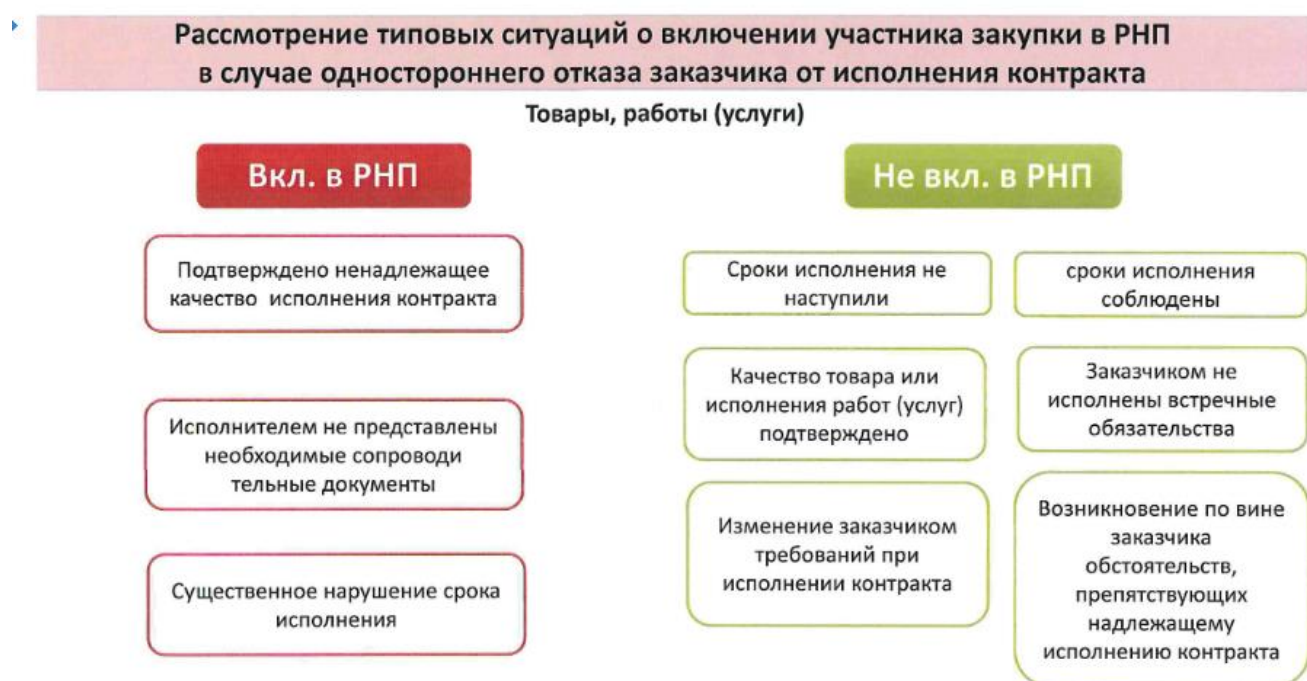 Рассмотрение типовых ситуаций о включении участника закупки в РНП
в случае одностороннего отказа заказчика от исполнения контракта
Товары, работы (услуги)
Вкл. в РНП
Подтверждено ненадлежащее
качество исполнения контракта
Исполнителем не представлены
необходимые сопроводи
тельные документы
Существенное нарушение срока
исполнения
Не вкл. в РНП
Сроки исполнения не
наступили
сроки исполнения
соблюдены
Качество товара или
исполнения работ (услуг)
подтверждено
Заказчиком не
исполнены встречные
обязательства
Изменение заказчиком
требований при
исполнении контракта
Возникновение по вине
заказчика
обстоятельств,
препятствующих
надлежащему
исполнению контракта